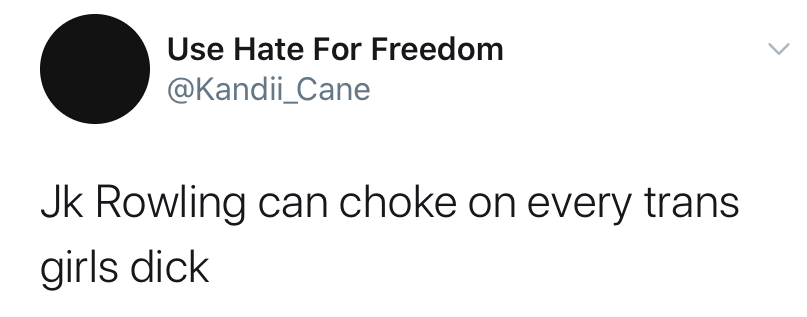 Use Hate For Freedom
@Kandii_Cane
Jk Rowling can choke on every trans
girls dick